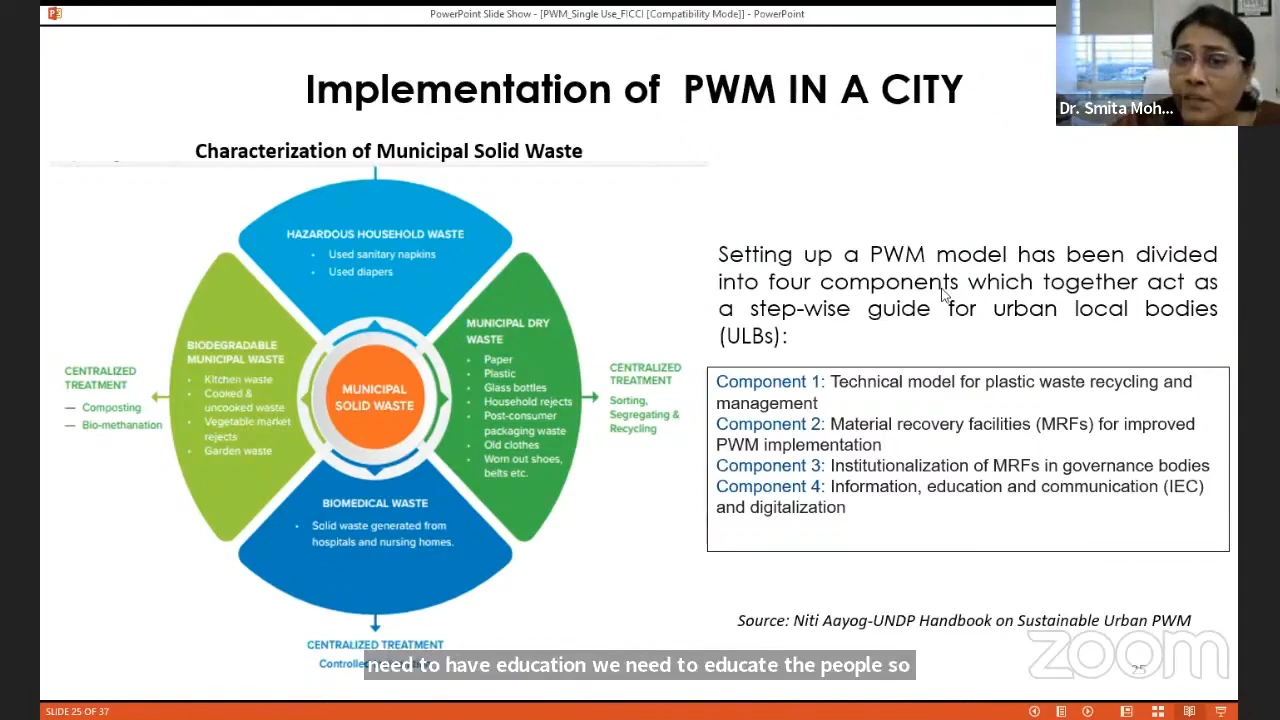 PowerPoint Slide Show - [PWM_Single Use_FICCI [Compatibility Mode]] - PowerPoint
Dr. Smita Moh...
Implementation of PWM IN A CITY
Characterization of Municipal Solid Waste
HAZARDOUS HOUSEHOLD WASTE
• Used sanitary napkins
• Used diapers
BIODEGRADABLE
MUNICIPAL WASTE
• Kitchen waste
• Cooked &
uncooked waste
• Vegetable market
rejects
• Garden waste
CENTRALIZED
TREATMENT
— Composting
— Bio-methanation
MUNICIPAL
SOLID WASTE
MUNICIPAL DRY
WASTE
• Paper
• Plastic
• Glass bottles
• Household rejects
• Post-consumer
packaging waste
• Old clothes
• Worn out shoes,
belts etc.
CENTRALIZED
TREATMENT
Sorting,
Segregating &
Recycling
BIOMEDICAL WASTE
• Solid waste generated from
hospitals and nursing homes.
CENTRALIZED TREATMENT
Setting up a PWM model has been divided
into four components which together act as
a step-wise guide for urban local bodies
(ULBs):
Component 1: Technical model for plastic waste recycling and
management
Component 2: Material recovery facilities (MRFs) for improved
PWM implementation
Component 3: Institutionalization of MRFs in governance bodies
Component 4: Information, education and communication (IEC)
and digitalization
Source: Niti Aayog-UNDP Handbook on Sustainable Urban PWM
zoom
25
need to have education we need to educate the people so
SLIDE 25 OF 37